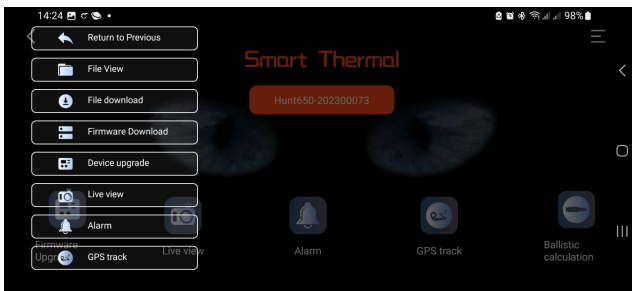 14:24
98%
Return to Previous
File View
File download
Firmware Download
Device upgrade
Live view
Alarm
GPS track
Smart Thermal
Hunt650-202300073
Firmware
Upgr
Live view
Alarm
GPS track
Ballistic
calculation